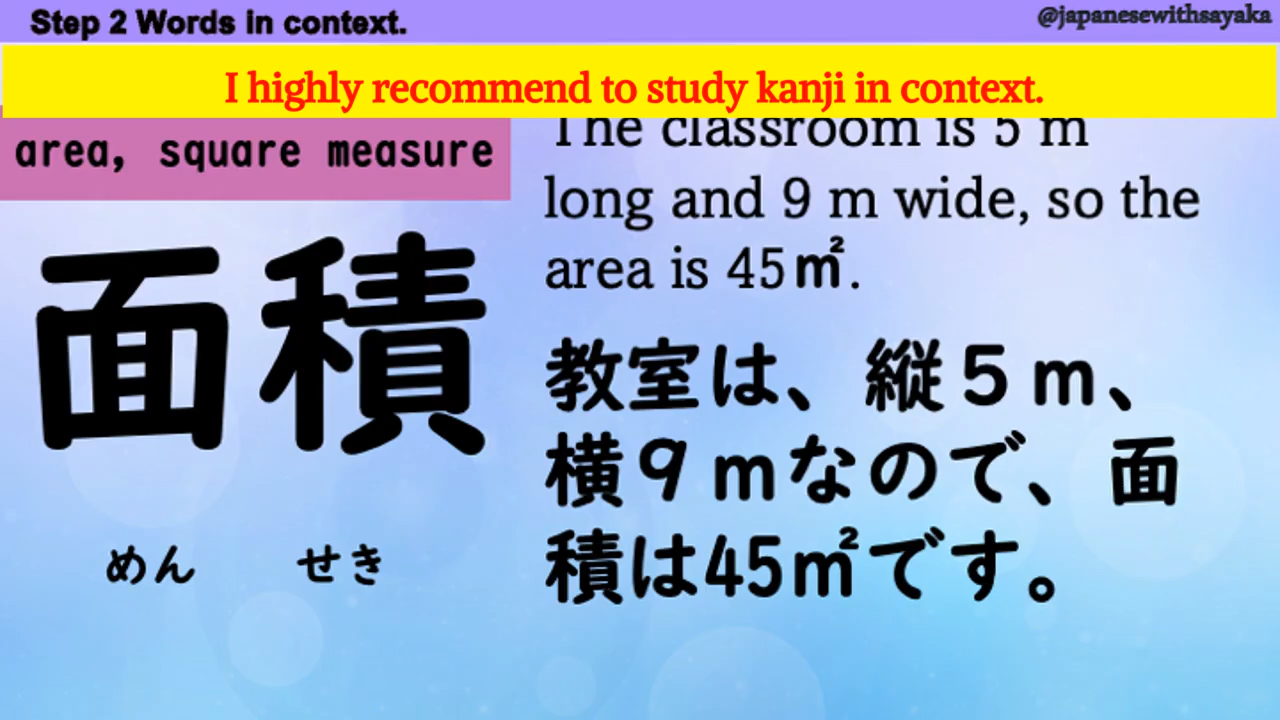 Step 2 Words in context.
@japanesewithsayaka
I highly recommend to study kanji in context.
area, square measure
面積
めん せき
The classroom is 5 m
long and 9 m wide, so the
area is 45㎡.
教室は、縦５ｍ、
横９ｍなので、面
積は45㎡です。